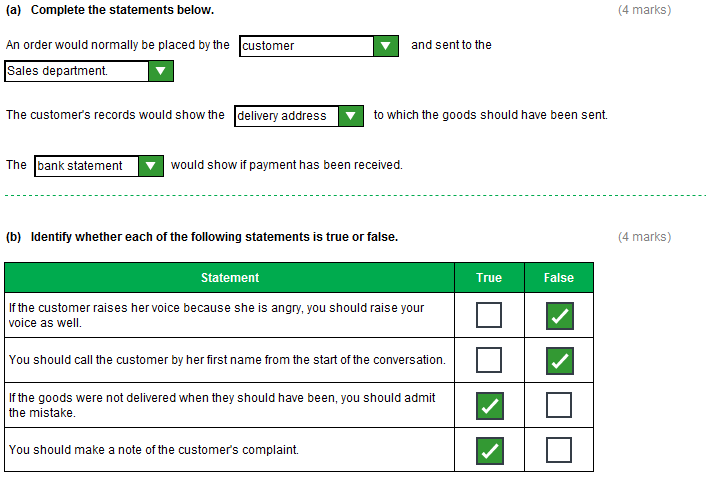 (a) Complete the statements below. (4 marks)
An order would normally be placed by the customer and sent to the
Sales department.
The customer's records would show the delivery address to which the goods should have been sent.
The bank statement would show if payment has been received.
(b) Identify whether each of the following statements is true or false. (4 marks)
Statement True False
If the customer raises her voice because she is angry, you should raise your
voice as well.
You should call the customer by her first name from the start of the conversation.
If the goods were not delivered when they should have been, you should admit
the mistake.
You should make a note of the customer's complaint.